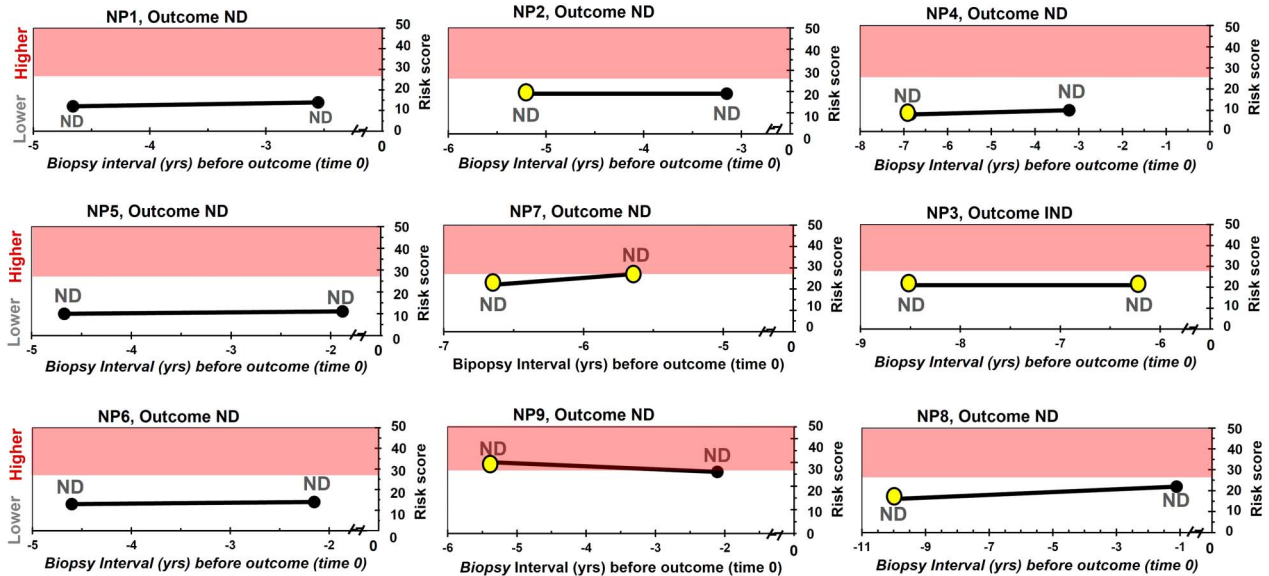 NP1, Outcome ND
Higher
Lower
ND
ND
50
40
30
20
10
0
Risk score
-5
-4
-3
0
Biopsy interval (yrs) before outcome (time 0)
NP2, Outcome ND
ND
ND
50
40
30
20
10
0
Risk score
-6
-5
-4
-3
0
Biopsy Interval (yrs) before outcome (time 0)
NP4, Outcome ND
ND
ND
50
40
30
20
10
0
Risk score
-8
-7
-6
-5
-4
-3
-2
-1
0
Biopsy Interval (yrs) before outcome (time 0)
NP5, Outcome ND
Higher
Lower
ND
ND
50
40
30
20
10
0
Risk score
-5
-4
-3
-2
0
Biopsy Interval (yrs) before outcome (time 0)
NP7, Outcome ND
ND
ND
50
40
30
20
10
0
Risk score
-7
-6
-5
0
Bipopsy Interval (yrs) before outcome (time 0)
NP3, Outcome IND
ND
ND
50
40
30
20
10
0
Risk score
-9
-8
-7
-6
0
Biopsy Interval (yrs) before outcome (time 0)
NP6, Outcome ND
Higher
Lower
ND
ND
50
40
30
20
10
0
Risk score
-5
-4
-3
-2
0
Biopsy Interval (yrs) before outcome (time 0)
NP9, Outcome ND
ND
ND
50
40
30
20
10
0
Risk score
-6
-5
-4
-3
-2
0
Biopsy Interval (yrs) before outcome (time 0)
NP8, Outcome ND
ND
ND
50
40
30
20
10
0
Risk score
-11
-9
-7
-5
-3
-1
0
Biopsy Interval (yrs) before outcome (time 0)